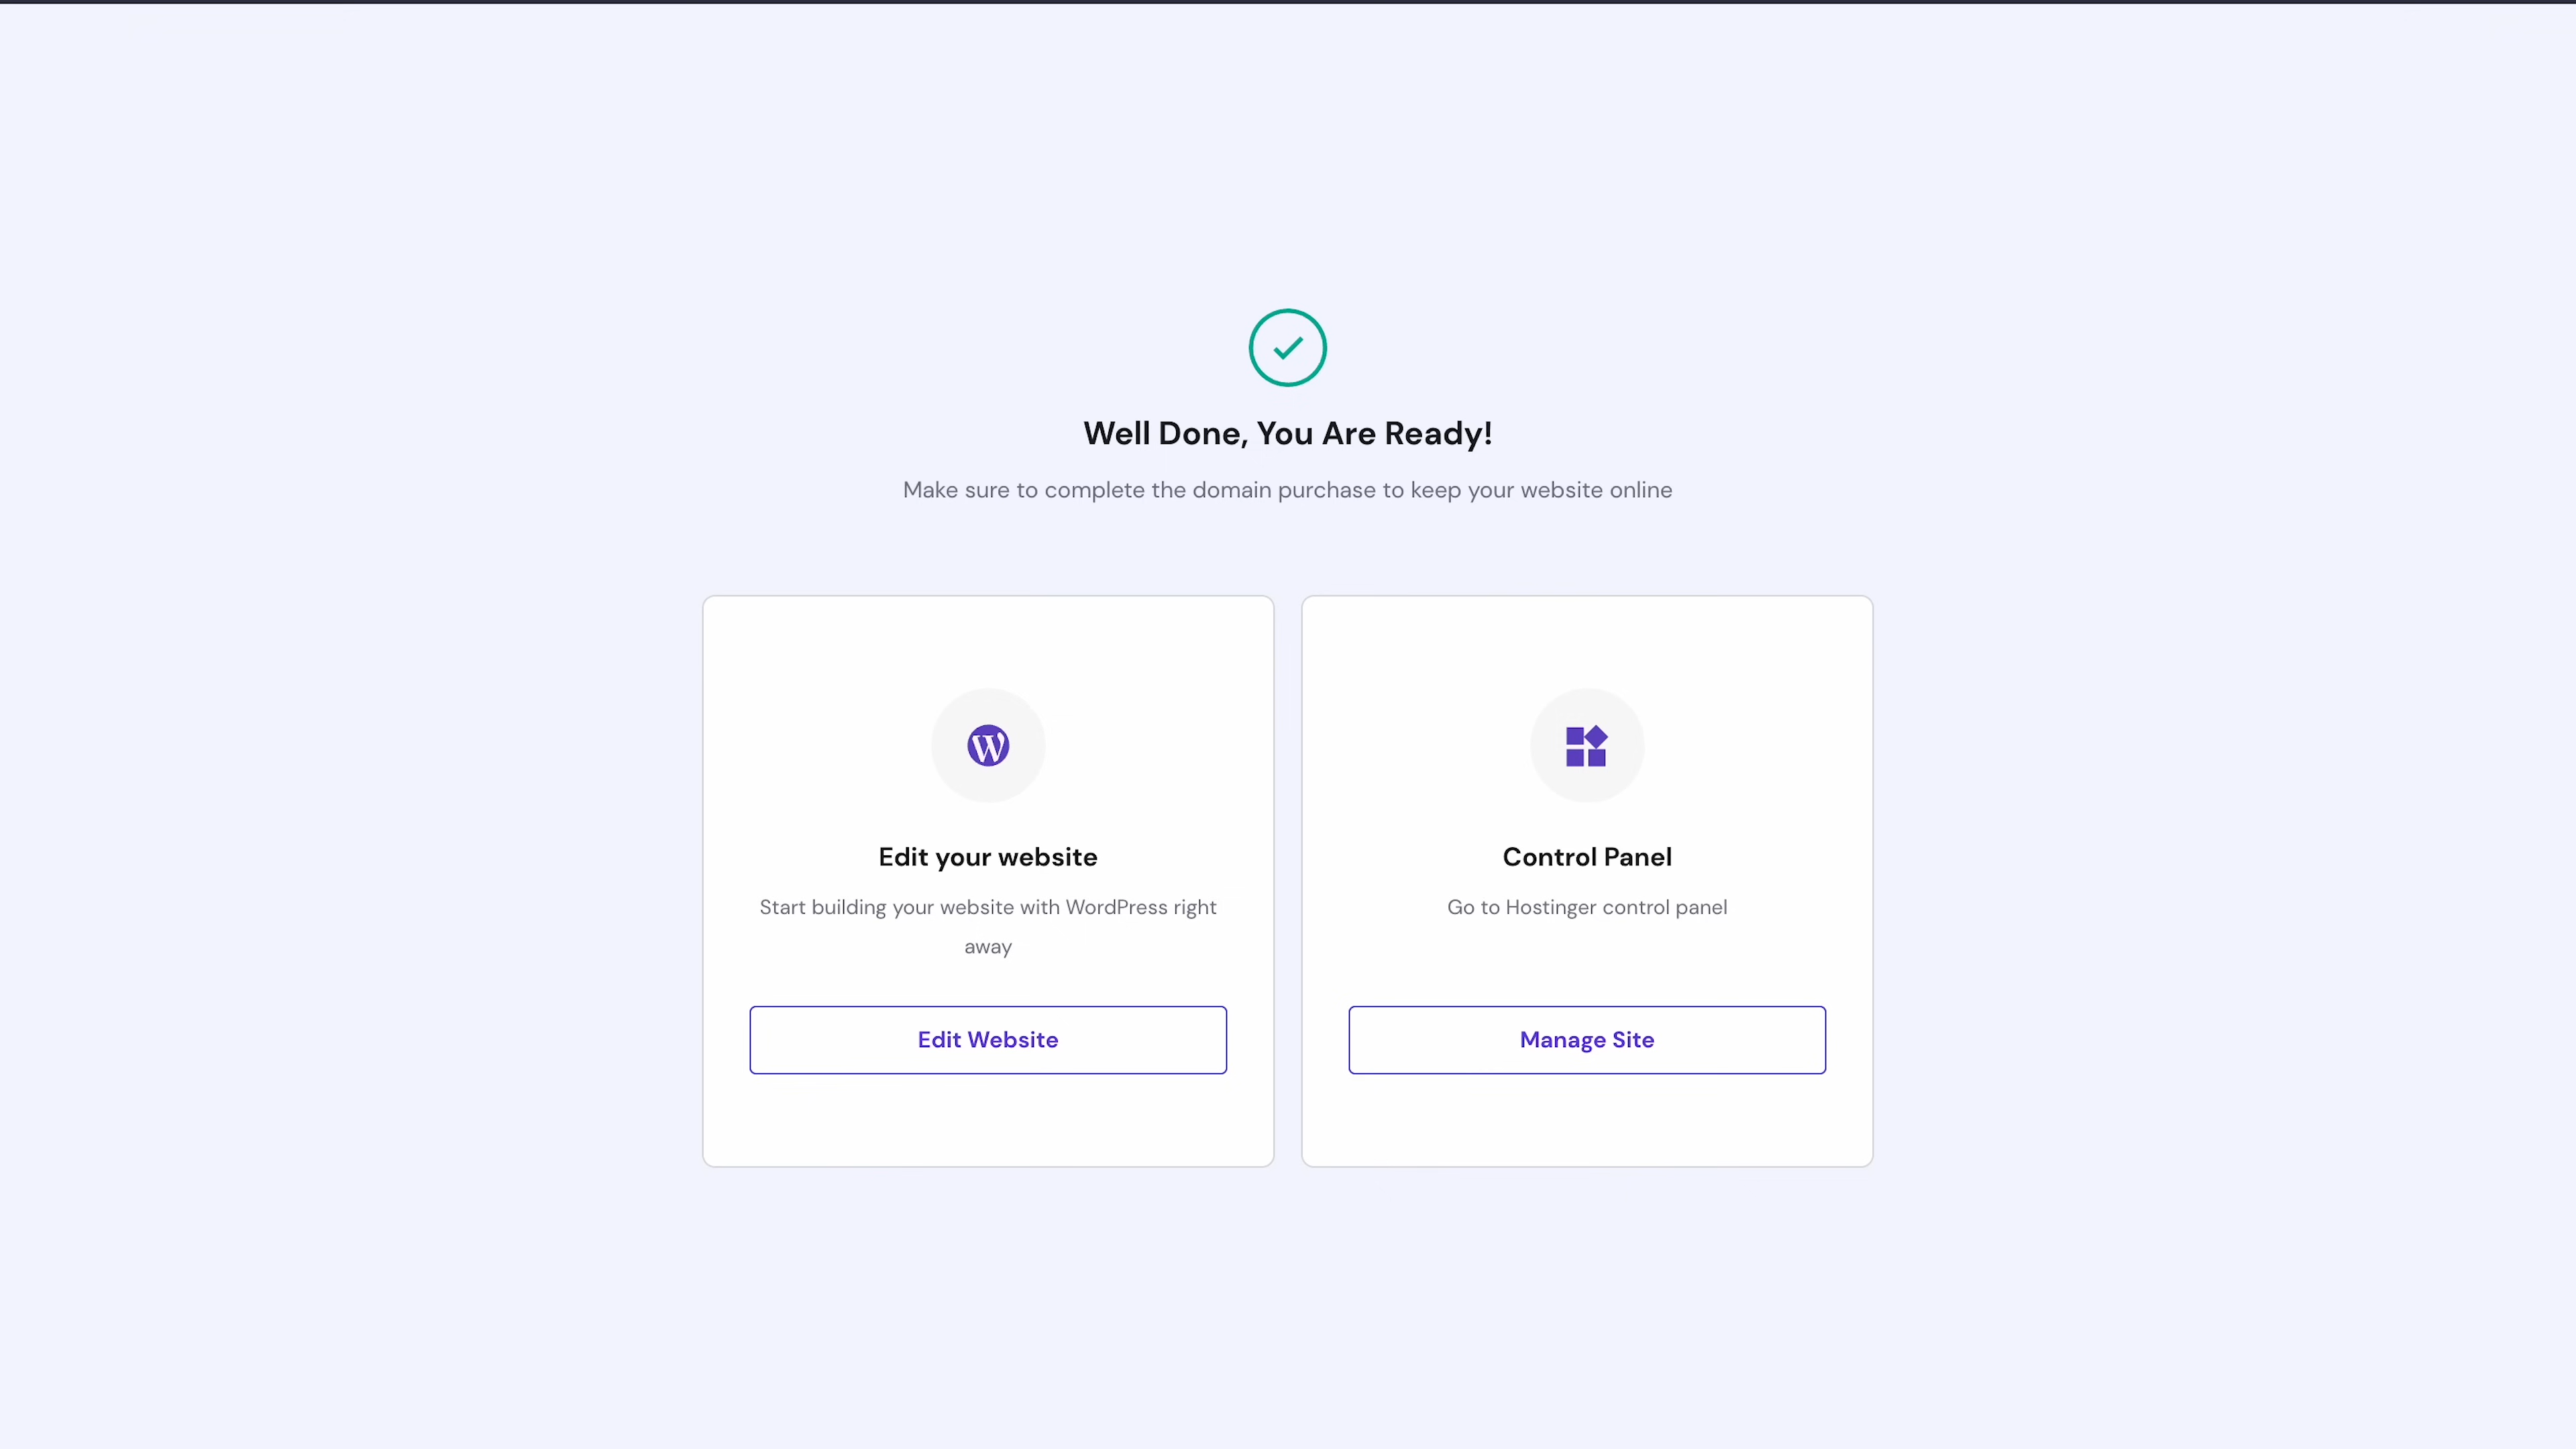 Well Done, You Are Ready!
Make sure to complete the domain purchase to keep your website online
Edit your website
Start building your website with WordPress right
away
Edit Website
Control Panel
Go to Hostinger control panel
Manage Site